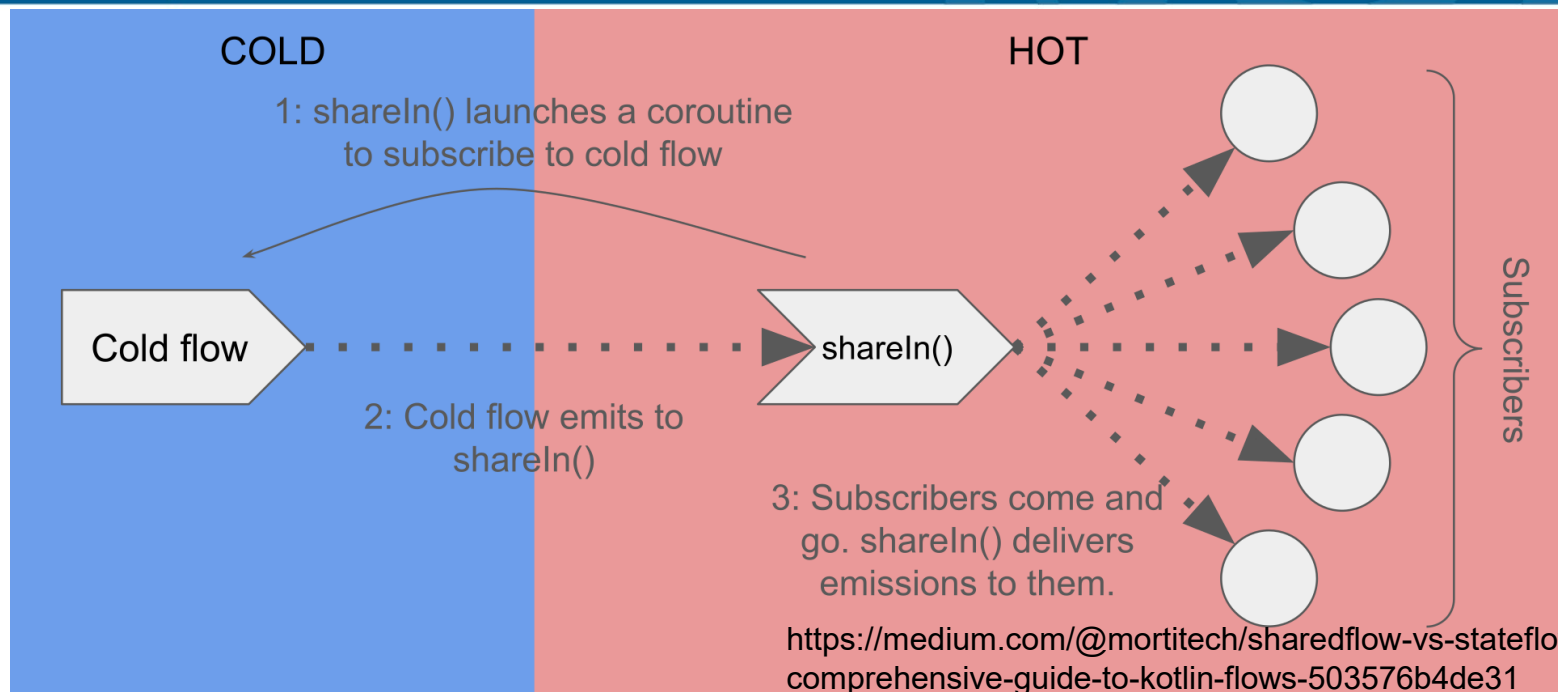 COLD
HOT
1: shareIn() launches a coroutine
to subscribe to cold flow
Cold flow
shareIn()
2: Cold flow emits to
shareIn()
3: Subscribers come and
go. shareIn() delivers
emissions to them.
Subscribers
https://medium.com/@mortitech/sharedflow-vs-stateflo
comprehensive-guide-to-kotlin-flows-503576b4de31